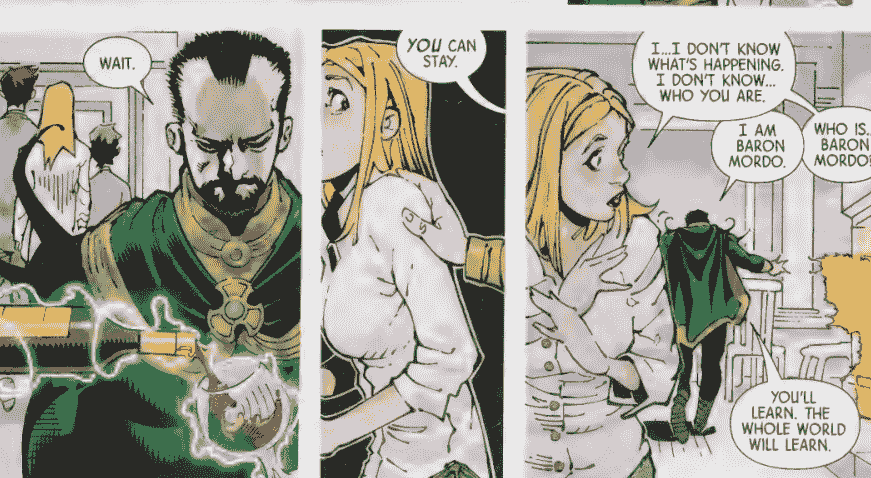 WAIT.
YOU CAN
STAY.
I...I DON'T KNOW
WHAT'S HAPPENING.
I DON'T KNOW...
WHO YOU ARE.
I AM
BARON
MORDO.
WHO IS..
BARON
MORDO?
YOU'LL
LEARN. THE
WHOLE WORLD
WILL LEARN.